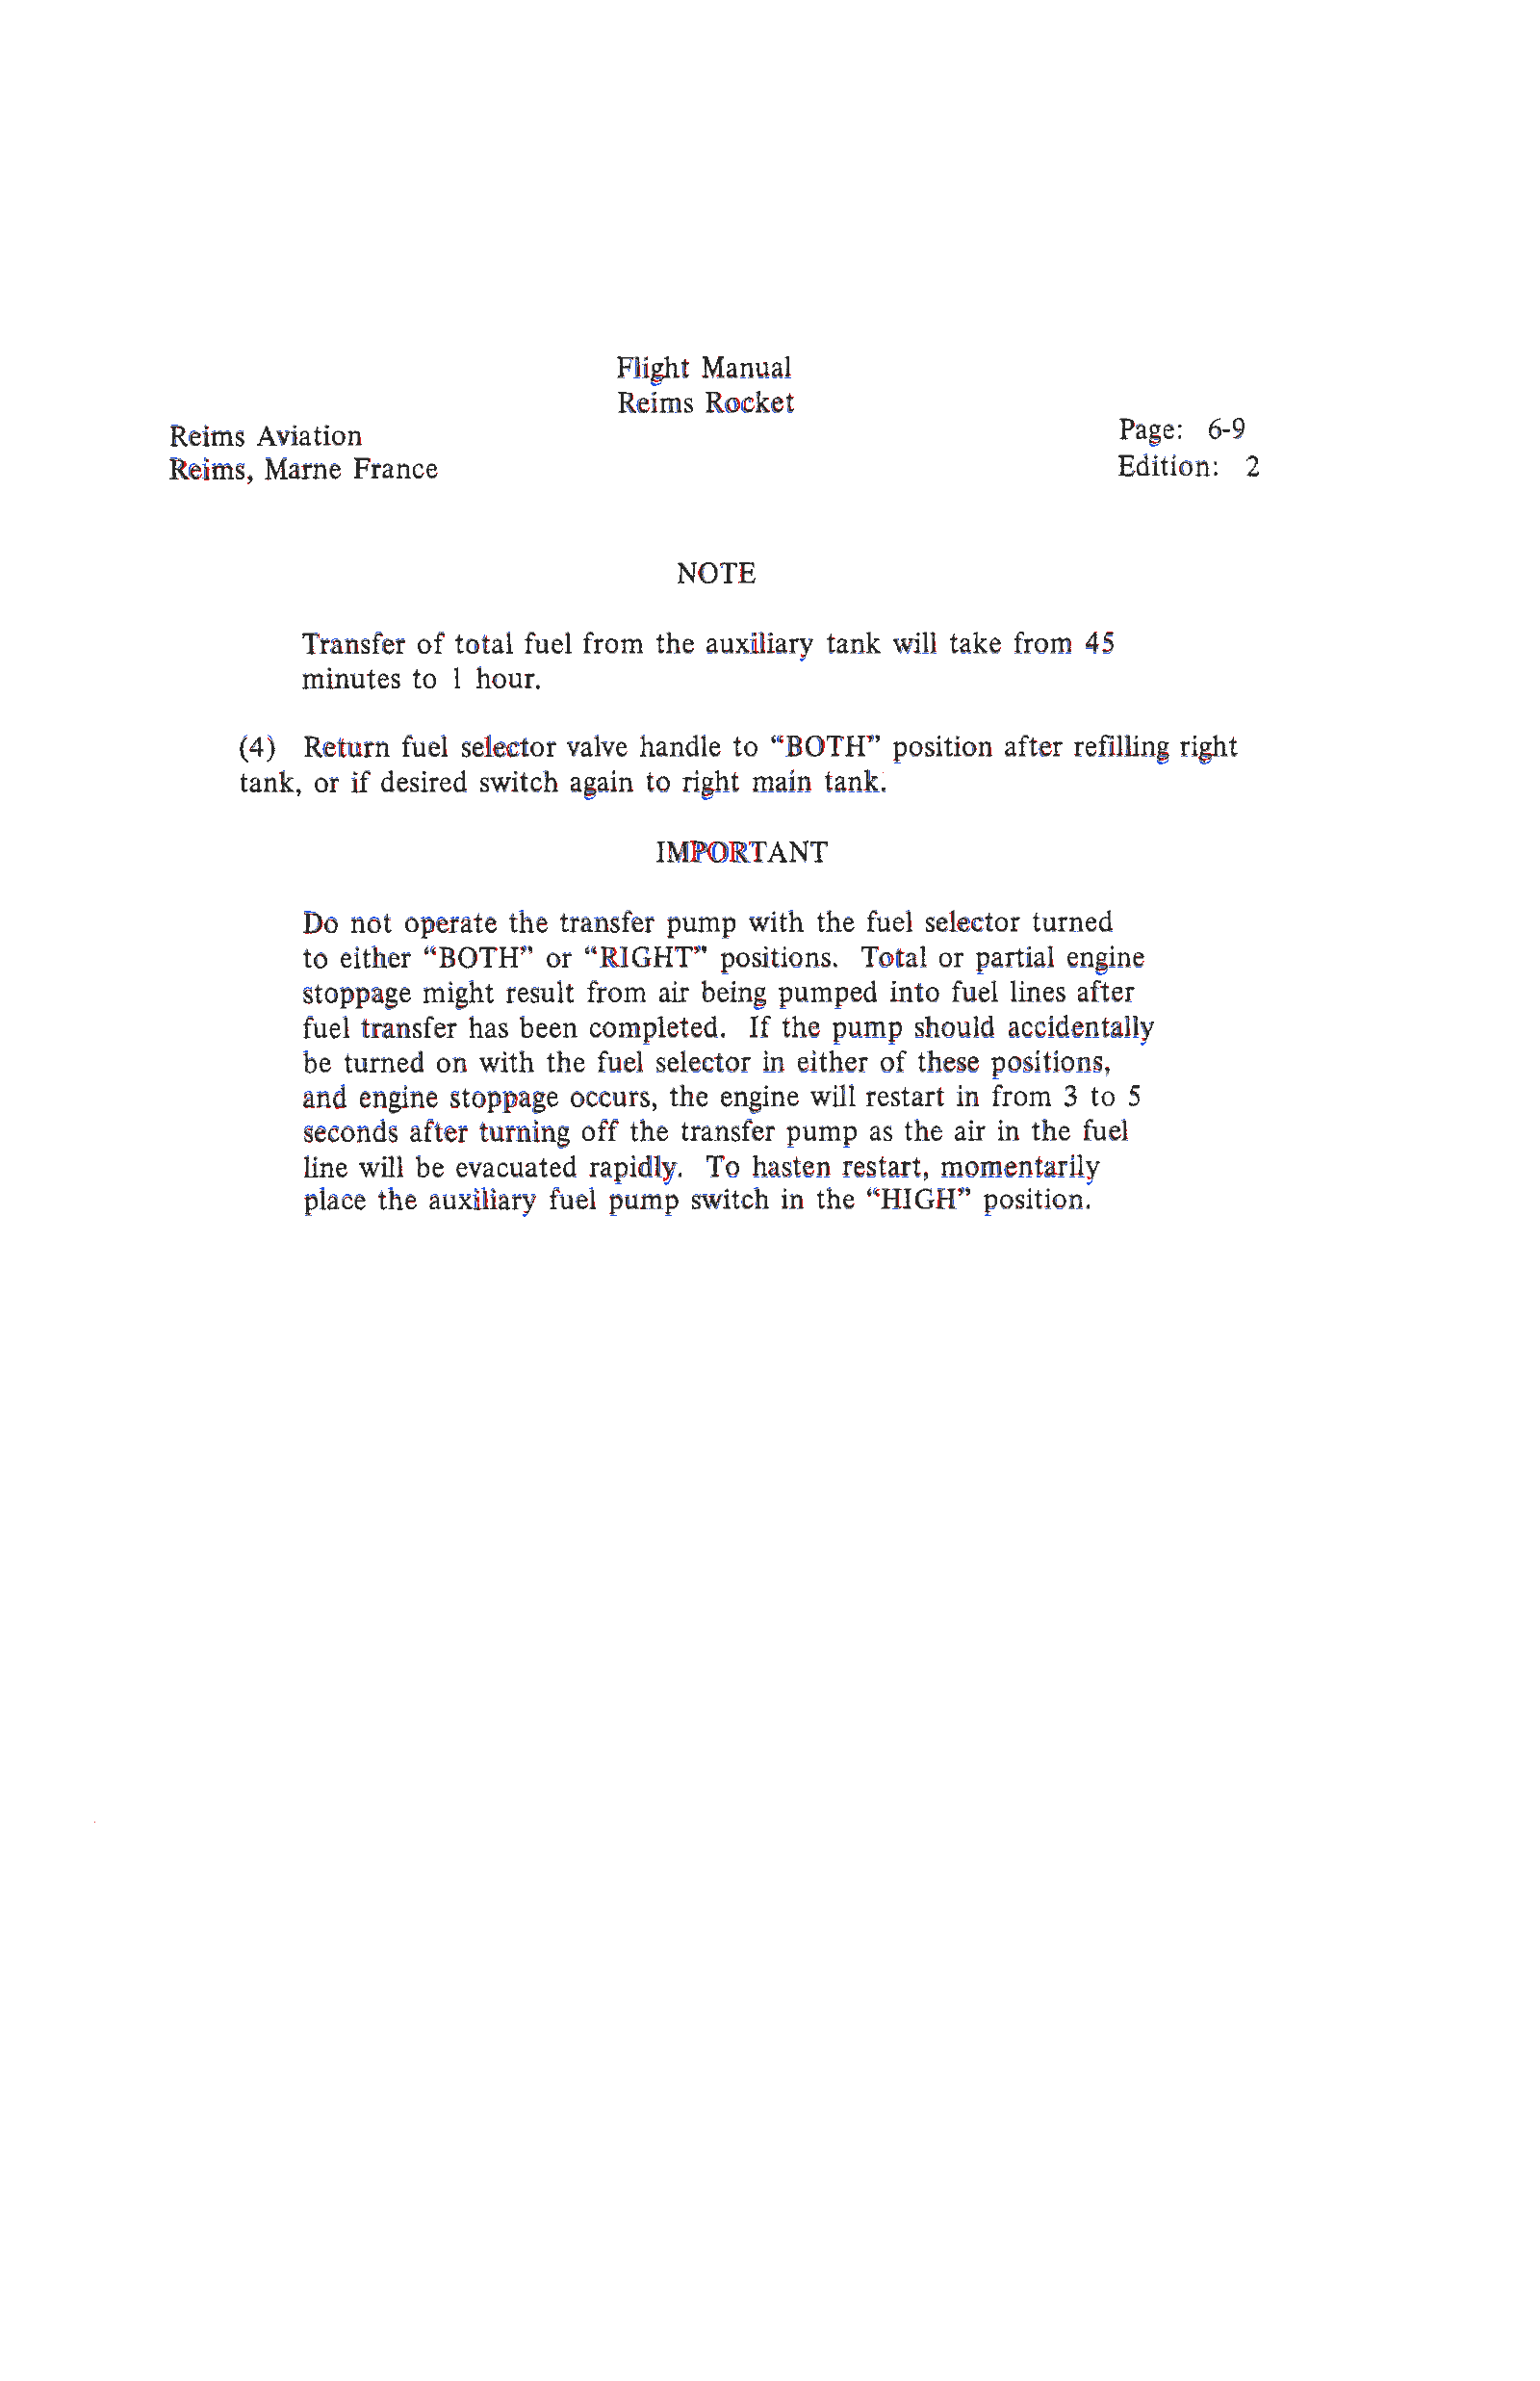 Flight Manual
Reims Rocket
Reims Aviation
Page: 6-9
Reims, Marne France
Edition: 2
NOTE
Transfer of total fuel from the auxiliary tank will take from 45
minutes to 1 hour.
(4) Return fuel selector valve handle to “BOTH” position after refilling right
tank, or if desired switch again to right main tank.
IMPORTANT
Do not operate the transfer pump with the fuel selector turned
to either “BOTH” or “RIGHT” positions. Total or partial engine
stoppage might result from air being pumped into fuel lines after
fuel transfer has been completed. If the pump should accidentally
be turned on with the fuel selector in either of these positions,
and engine stoppage occurs, the engine will restart in from 3 to 5
seconds after turning off the transfer pump as the air in the fuel
line will be evacuated rapidly. To hasten restart, momentarily
place the auxiliary fuel pump switch in the “HIGH” position.